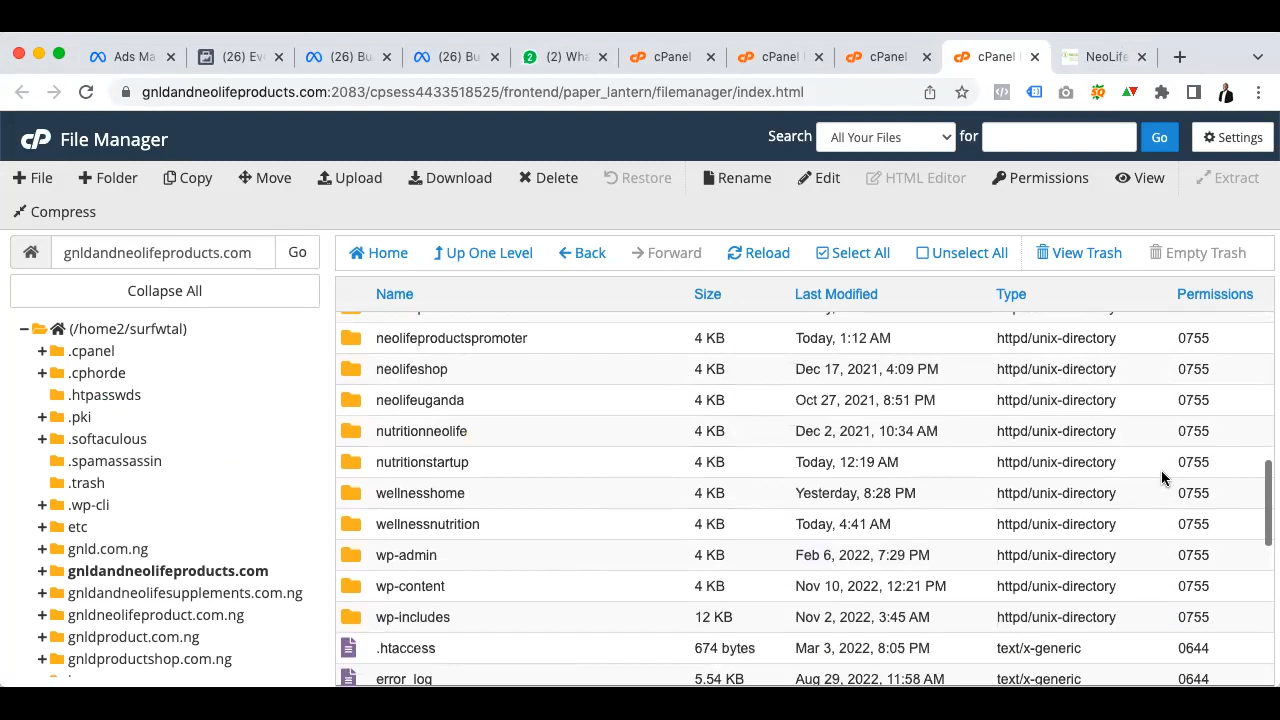 Ads Ma
(26) Ev
(26) B
(26) Bu
2 (2) Wha
cPanel
cPanel
cPanel
cPanel
NeoLife
gnldandneolifeproducts.com:2083/cpsess4433518525/frontend/paper_lantern/filemanager/index.html
cP File Manager
Search All Your Files for Go Settings
File Folder Copy Move Upload Download Delete Restore Rename Edit HTML Editor Permissions View Extract
Compress
gnldandneolifeproducts.com Go
Home Up One Level Back Forward Reload Select All Unselect All View Trash Empty Trash
Collapse All
(/home2/surfwtal)
.cpanel
.cphorde
.htpasswds
.pki
.softaculous
.spamassassin
.trash
.wp-cli
etc
gnld.com.ng
gnldandneolifeproducts.com
gnldandneolifesupplements.com.ng
gnldneolifeproduct.com.ng
gnldproduct.com.ng
gnldproductshop.com.ng
Name Size Last Modified Type Permissions
neolifeproductspromoter 4 KB Today, 1:12 AM httpd/unix-directory 0755
neolifeshop 4 KB Dec 17, 2021, 4:09 PM httpd/unix-directory 0755
neolifeuganda 4 KB Oct 27, 2021, 8:51 PM httpd/unix-directory 0755
nutritionneolife 4 KB Dec 2, 2021, 10:34 AM httpd/unix-directory 0755
nutritionstartup 4 KB Today, 12:19 AM httpd/unix-directory 0755
wellnesshome 4 KB Yesterday, 8:28 PM httpd/unix-directory 0755
wellnessnutrition 4 KB Today, 4:41 AM httpd/unix-directory 0755
wp-admin 4 KB Feb 6, 2022, 7:29 PM httpd/unix-directory 0755
wp-content 4 KB Nov 10, 2022, 12:21 PM httpd/unix-directory 0755
wp-includes 12 KB Nov 2, 2022, 3:45 AM httpd/unix-directory 0755
.htaccess 674 bytes Mar 3, 2022, 8:05 PM text/x-generic 0644
error_log 5.54 KB Aug 29, 2022, 11:58 AM text/x-generic 0644